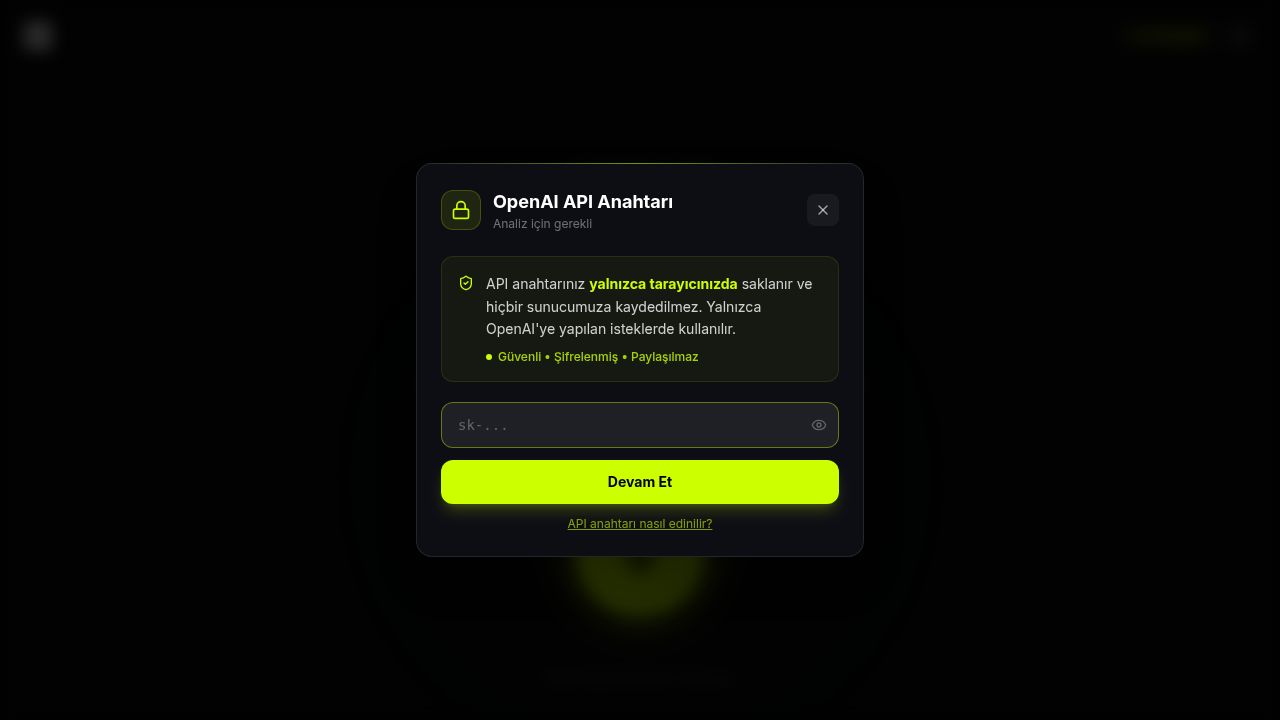 OpenAI API Anahtarı
Analiz için gerekli
API anahtarınız yalnızca tarayıcınızda saklanır ve
hiçbir sunucumuza kaydedilmez. Yalnızca
OpenAI'ye yapılan isteklerde kullanılır.
Güvenli • Şifrelenmiş • Paylaşılmaz
sk-...
Devam Et
API anahtarı nasıl edinilir?